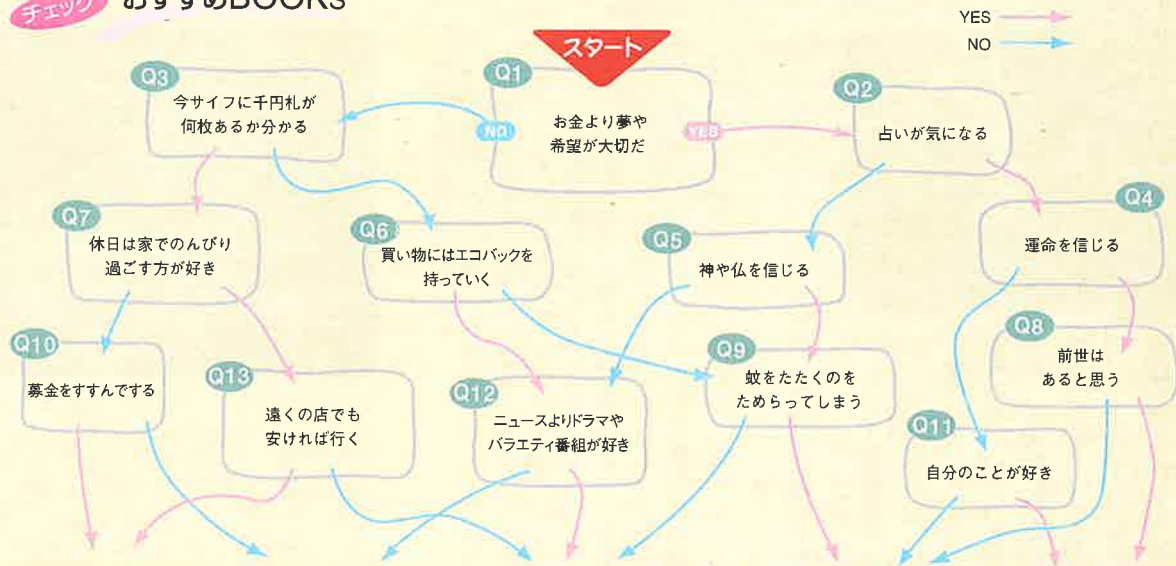 チェック おすすめBOOKS
YES
NO
スタート
Q1
お金より夢や
希望が大切だ
NO
YES
Q2
占いが気になる
Q3
今サイフに千円札が
何枚あるか分かる
Q4
運命を信じる
Q5
神や仏を信じる
Q6
買い物にはエコバックを
持っていく
Q7
休日は家でのんびり
過ごす方が好き
Q8
前世は
あると思う
Q9
蚊をたたくのを
ためらってしまう
Q10
募金をすすんでする
Q11
自分のことが好き
Q12
ニュースよりドラマや
バラエティ番組が好き
Q13
遠くの店でも
安ければ行く